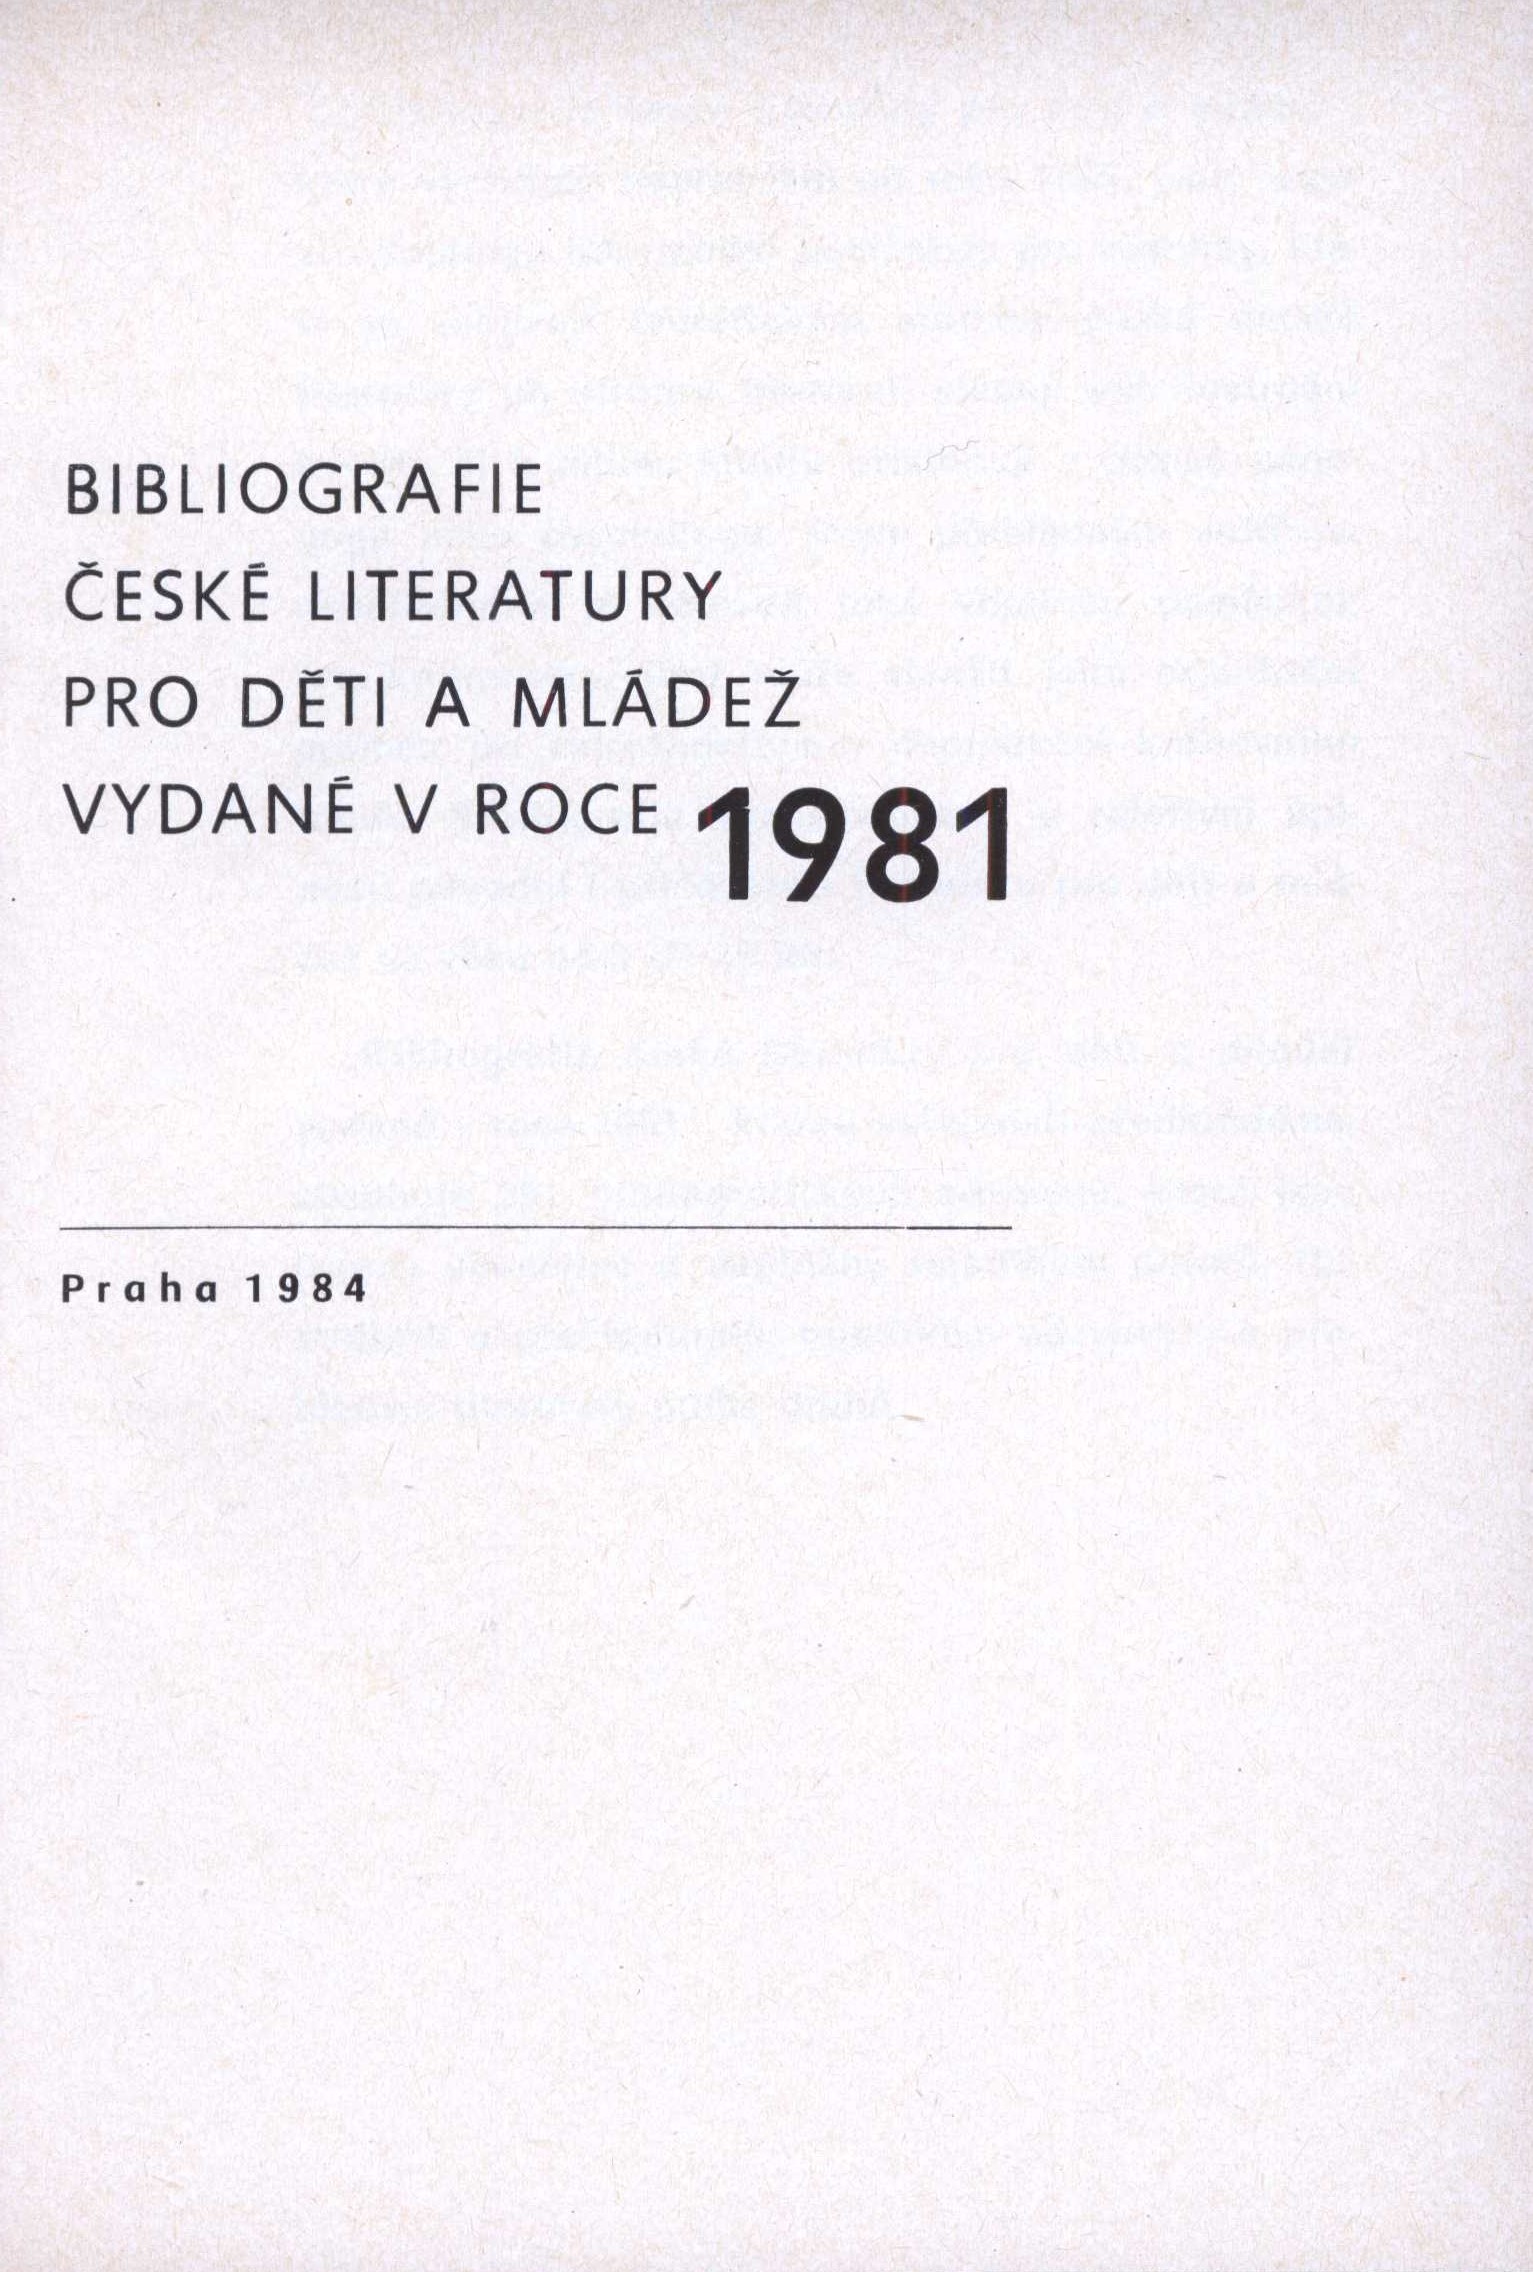 BIBLIOGRAFIE
ČESKÉ LITERATURY
PRO DĚTI A MLÁDEŽ
VYDANÉ V ROCE 1981
Praha 1984